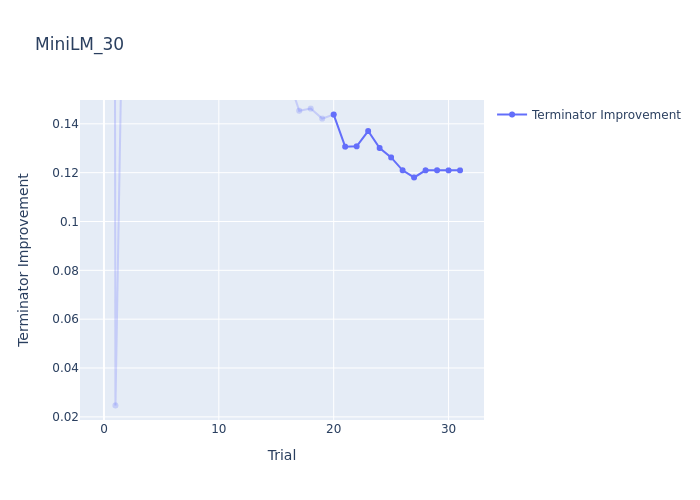 MiniLM_30
Terminator Improvement
0.14
0.12
0.1
0.08
0.06
0.04
0.02
0
10
20
30
Trial
Terminator Improvement